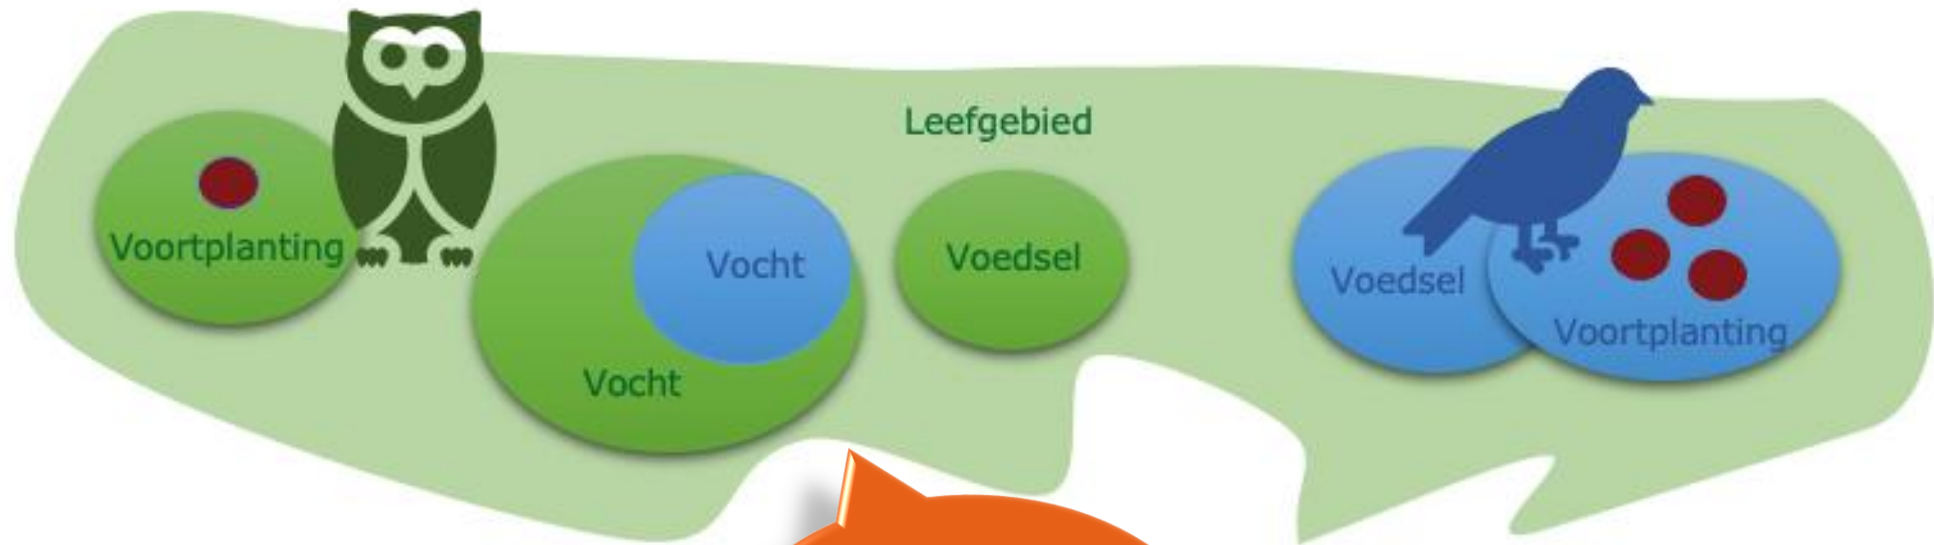 Leefgebied
Voortplanting
Vocht
Vocht
Voedsel
Voedsel
Voortplanting